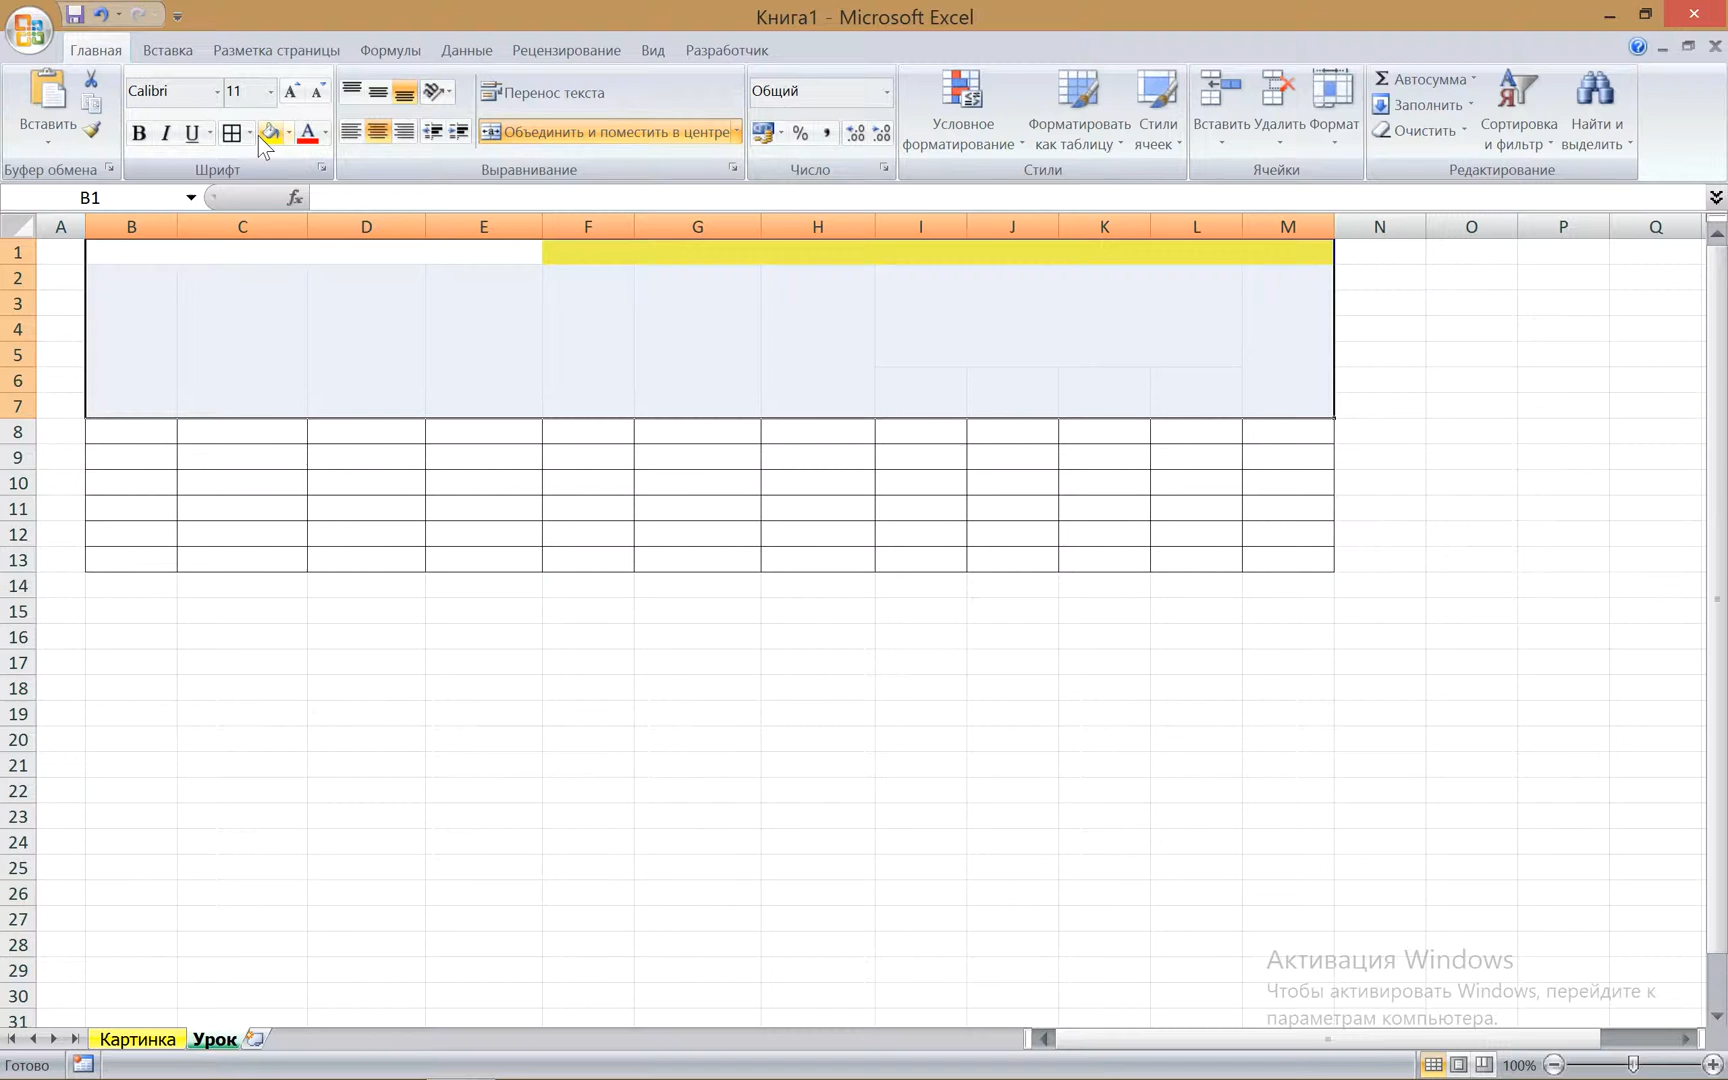 Книга1 - Microsoft Excel
Главная Вставка Разметка страницы Формулы Данные Рецензирование Вид Разработчик
Вставить
Буфер обмена
Calibri 11
Шрифт
Перенос текста
Объединить и поместить в центре
Выравнивание
Общий
Число
Условное форматирование
Форматировать как таблицу
Стили ячеек
Стили
Вставить Удалить Формат
Ячейки
Σ Автосумма
Заполнить
Очистить
Сортировка и фильтр
Найти и выделить
Редактирование
B1 fx
A B C D E F G H I J K L M N O P Q
1
2
3
4
5
6
7
8
9
10
11
12
13
14
15
16
17
18
19
20
21
22
23
24
25
26
27
28
29
30
31
Активация Windows
Чтобы активировать Windows, перейдите к
параметрам компьютера.
Картинка Урок
Готово 100%